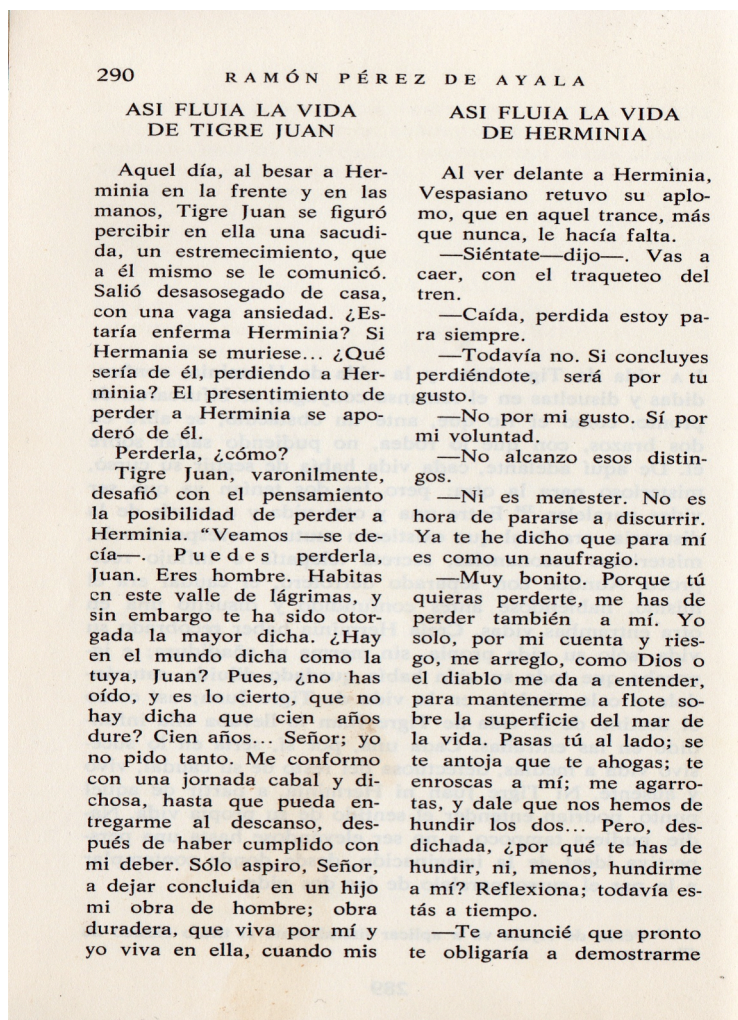 290
RAMÓN PÉREZ DE AYALA
ASI FLUIA LA VIDA
DE TIGRE JUAN
Aquel día, al besar a Her-
minia en la frente y en las
manos, Tigre Juan se figuró
percibir en ella una sacudi-
da, un estremecimiento, que
a él mismo se le comunicó.
Salió desasosegado de casa,
con una vaga ansiedad. ¿Es-
taría enferma Herminia? Si
Hermania se muriese... ¿Qué
sería de él, perdiendo a Her-
minia? El presentimiento de
perder a Herminia se apo-
deró de él.
Perderla, ¿cómo?
Tigre Juan, varonilmente,
desafió con el pensamiento
la posibilidad de perder a
Herminia. “Veamos —se de-
cía—. Puedes perderla,
Juan. Eres hombre. Habitas
en este valle de lágrimas, y
sin embargo te ha sido otor-
gada la mayor dicha. ¿Hay
en el mundo dicha como la
tuya, Juan? Pues, ¿no has
oído, y es lo cierto, que no
hay dicha que cien años
dure? Cien años... Señor; yo
no pido tanto. Me conformo
con una jornada cabal y di-
chosa, hasta que pueda en-
tregarme al descanso, des-
pués de haber cumplido con
mi deber. Sólo aspiro, Señor,
a dejar concluida en un hijo
mi obra de hombre; obra
duradera, que viva por mí y
yo viva en ella, cuando mis
ASI FLUIA LA VIDA
DE HERMINIA
Al ver delante a Herminia,
Vespasiano retuvo su aplo-
mo, que en aquel trance, más
que nunca, le hacía falta.
—Siéntate—dijo—. Vas a
caer, con el traqueteo del
tren.
—Caída, perdida estoy pa-
ra siempre.
—Todavía no. Si concluyes
perdiéndote, será por tu
gusto.
—No por mi gusto. Sí por
mi voluntad.
—No alcanzo esos distin-
gos.
—Ni es menester. No es
hora de pararse a discurrir.
Ya te he dicho que para mí
es como un naufragio.
—Muy bonito. Porque tú
quieras perderte, me has de
perder también a mí. Yo
solo, por mi cuenta y ries-
go, me arreglo, como Dios o
el diablo me da a entender,
para mantenerme a flote so-
bre la superficie del mar de
la vida. Pasas tú al lado; se
te antoja que te ahogas; te
enroscas a mí; me agarro-
tas, y dale que nos hemos de
hundir los dos... Pero, des-
dichada, ¿por qué te has de
hundir, ni, menos, hundirme
a mí? Reflexiona; todavía es-
tás a tiempo.
—Te anuncié que pronto
te obligaría a demostrarme